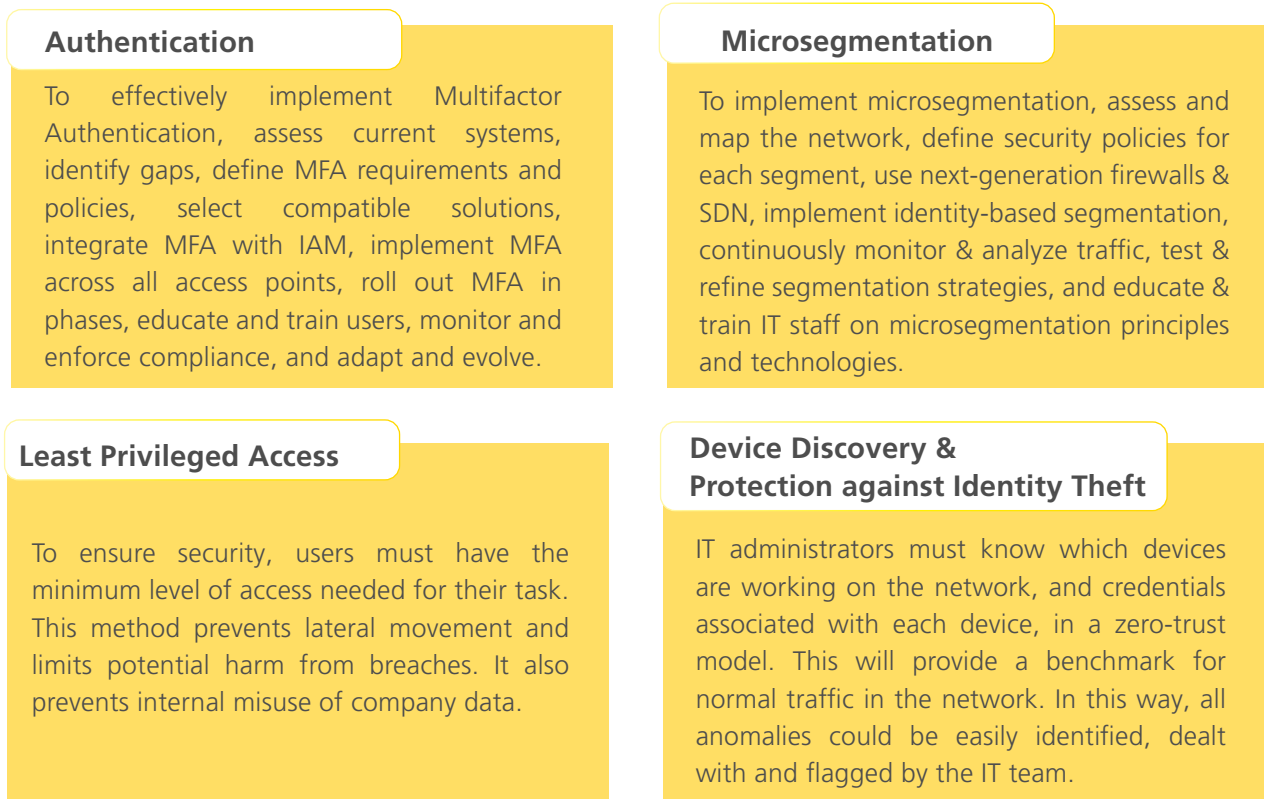 Authentication
To effectively implement Multifactor
Authentication, assess current systems,
identify gaps, define MFA requirements and
policies, select compatible solutions,
integrate MFA with IAM, implement MFA
across all access points, roll out MFA in
phases, educate and train users, monitor and
enforce compliance, and adapt and evolve.
Microsegmentation
To implement microsegmentation, assess and
map the network, define security policies for
each segment, use next-generation firewalls &
SDN, implement identity-based segmentation,
continuously monitor & analyze traffic, test &
refine segmentation strategies, and educate &
train IT staff on microsegmentation principles
and technologies.
Least Privileged Access
To ensure security, users must have the
minimum level of access needed for their task.
This method prevents lateral movement and
limits potential harm from breaches. It also
prevents internal misuse of company data.
Device Discovery &
Protection against Identity Theft
IT administrators must know which devices
are working on the network, and credentials
associated with each device, in a zero-trust
model. This will provide a benchmark for
normal traffic in the network. In this way, all
anomalies could be easily identified, dealt
with and flagged by the IT team.